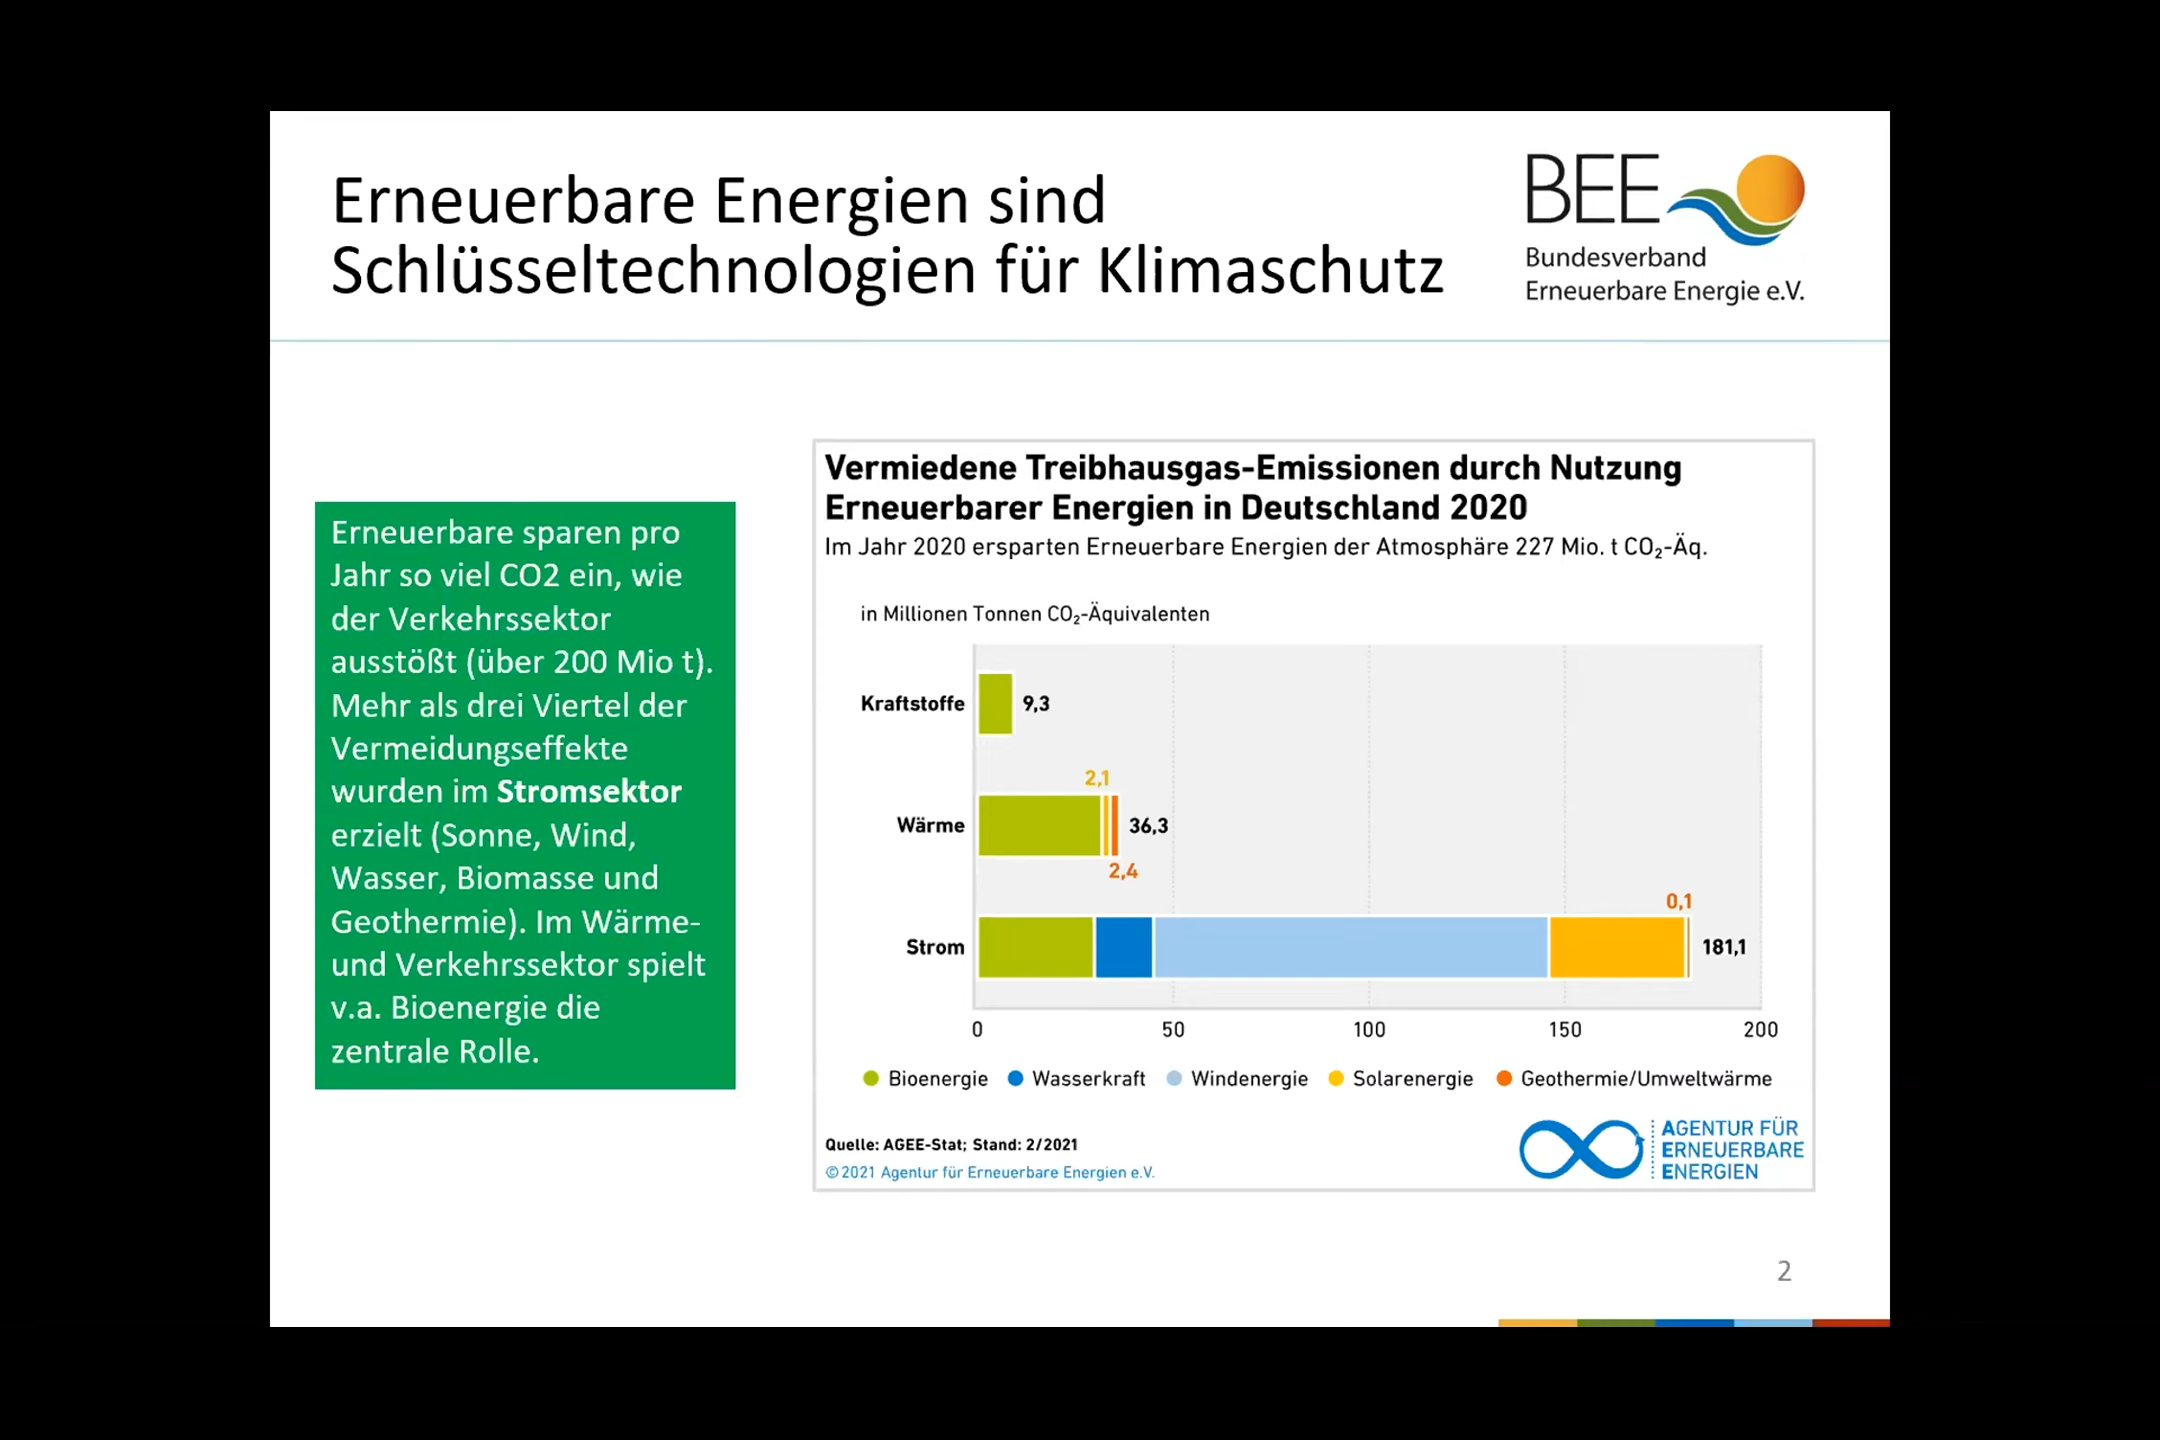 Erneuerbare Energien sind
Schlüsseltechnologien für Klimaschutz
BEE
Bundesverband
Erneuerbare Energie e.V.
Erneuerbare sparen pro
Jahr so viel CO2 ein, wie
der Verkehrssektor
ausstößt (über 200 Mio t).
Mehr als drei Viertel der
Vermeidungseffekte
wurden im Stromsektor
erzielt (Sonne, Wind,
Wasser, Biomasse und
Geothermie). Im Wärme-
und Verkehrssektor spielt
v.a. Bioenergie die
zentrale Rolle.
Vermiedene Treibhausgas-Emissionen durch Nutzung
Erneuerbarer Energien in Deutschland 2020
Im Jahr 2020 ersparten Erneuerbare Energien der Atmosphäre 227 Mio. t CO₂-Äq.
in Millionen Tonnen CO₂-Äquivalenten
Kraftstoffe 9,3
2,1
Wärme 36,3
2,4
0,1
Strom 181,1
0 50 100 150 200
Bioenergie Wasserkraft Windenergie Solarenergie Geothermie/Umweltwärme
Quelle: AGEE-Stat; Stand: 2/2021
© 2021 Agentur für Erneuerbare Energien e.V.
AGENTUR FÜR
ERNEUERBARE
ENERGIEN
2